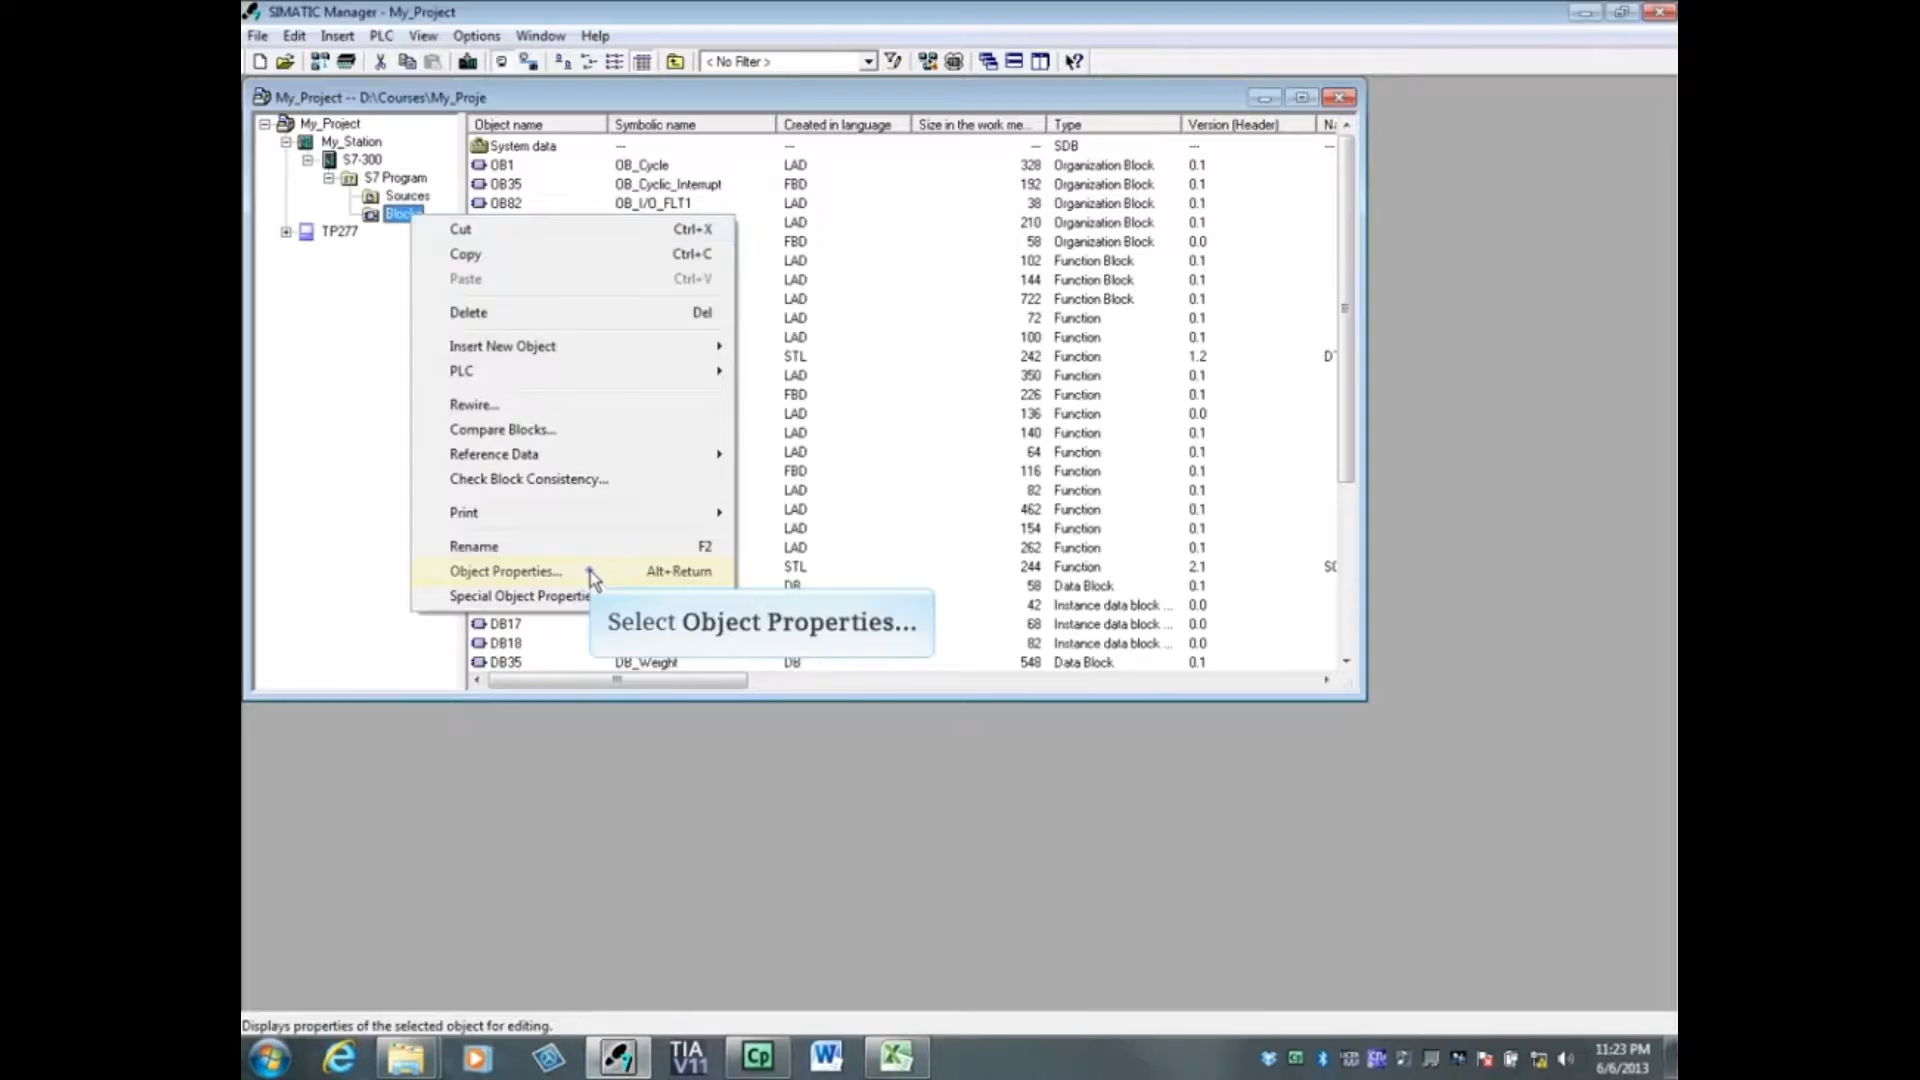 SIMATIC Manager - My_Project
File Edit Insert PLC View Options Window Help
< No Filter >
My_Project -- D:\Courses\My_Proje
My_Project
My_Station
S7-300
S7 Program
Sources
TP277
Object name Symbolic name Created in language Size in the work me... Type Version (Header)
System data --- --- --- SDB --- ---
OB1 OB_Cycle LAD 328 Organization Block 0.1
OB35 OB_Cyclic_Interrupt FBD 192 Organization Block 0.1
OB82 OB_I/O_FLT1 LAD 38 Organization Block 0.1
LAD 210 Organization Block 0.1
FBD 58 Organization Block 0.0
LAD 102 Function Block 0.1
LAD 144 Function Block 0.1
LAD 722 Function Block 0.1
LAD 72 Function 0.1
LAD 100 Function 0.1
STL 242 Function 1.2
LAD 350 Function 0.1
FBD 226 Function 0.1
LAD 136 Function 0.0
LAD 140 Function 0.1
LAD 64 Function 0.1
FBD 116 Function 0.1
LAD 82 Function 0.1
LAD 462 Function 0.1
LAD 154 Function 0.1
LAD 262 Function 0.1
STL 244 Function 2.1
DB 58 Data Block 0.1
42 Instance data block ... 0.0
DB17 68 Instance data block ... 0.0
DB18 82 Instance data block ... 0.0
DB35 DB_Weight DB 548 Data Block 0.1
Cut Ctrl+X
Copy Ctrl+C
Paste Ctrl+V
Delete Del
Insert New Object
PLC
Rewire...
Compare Blocks...
Reference Data
Check Block Consistency...
Print
Rename F2
Object Properties... Alt+Return
Special Object Propertie
Select Object Properties...
Displays properties of the selected object for editing.
TIA
V11
Cp
11:23 PM
6/6/2013